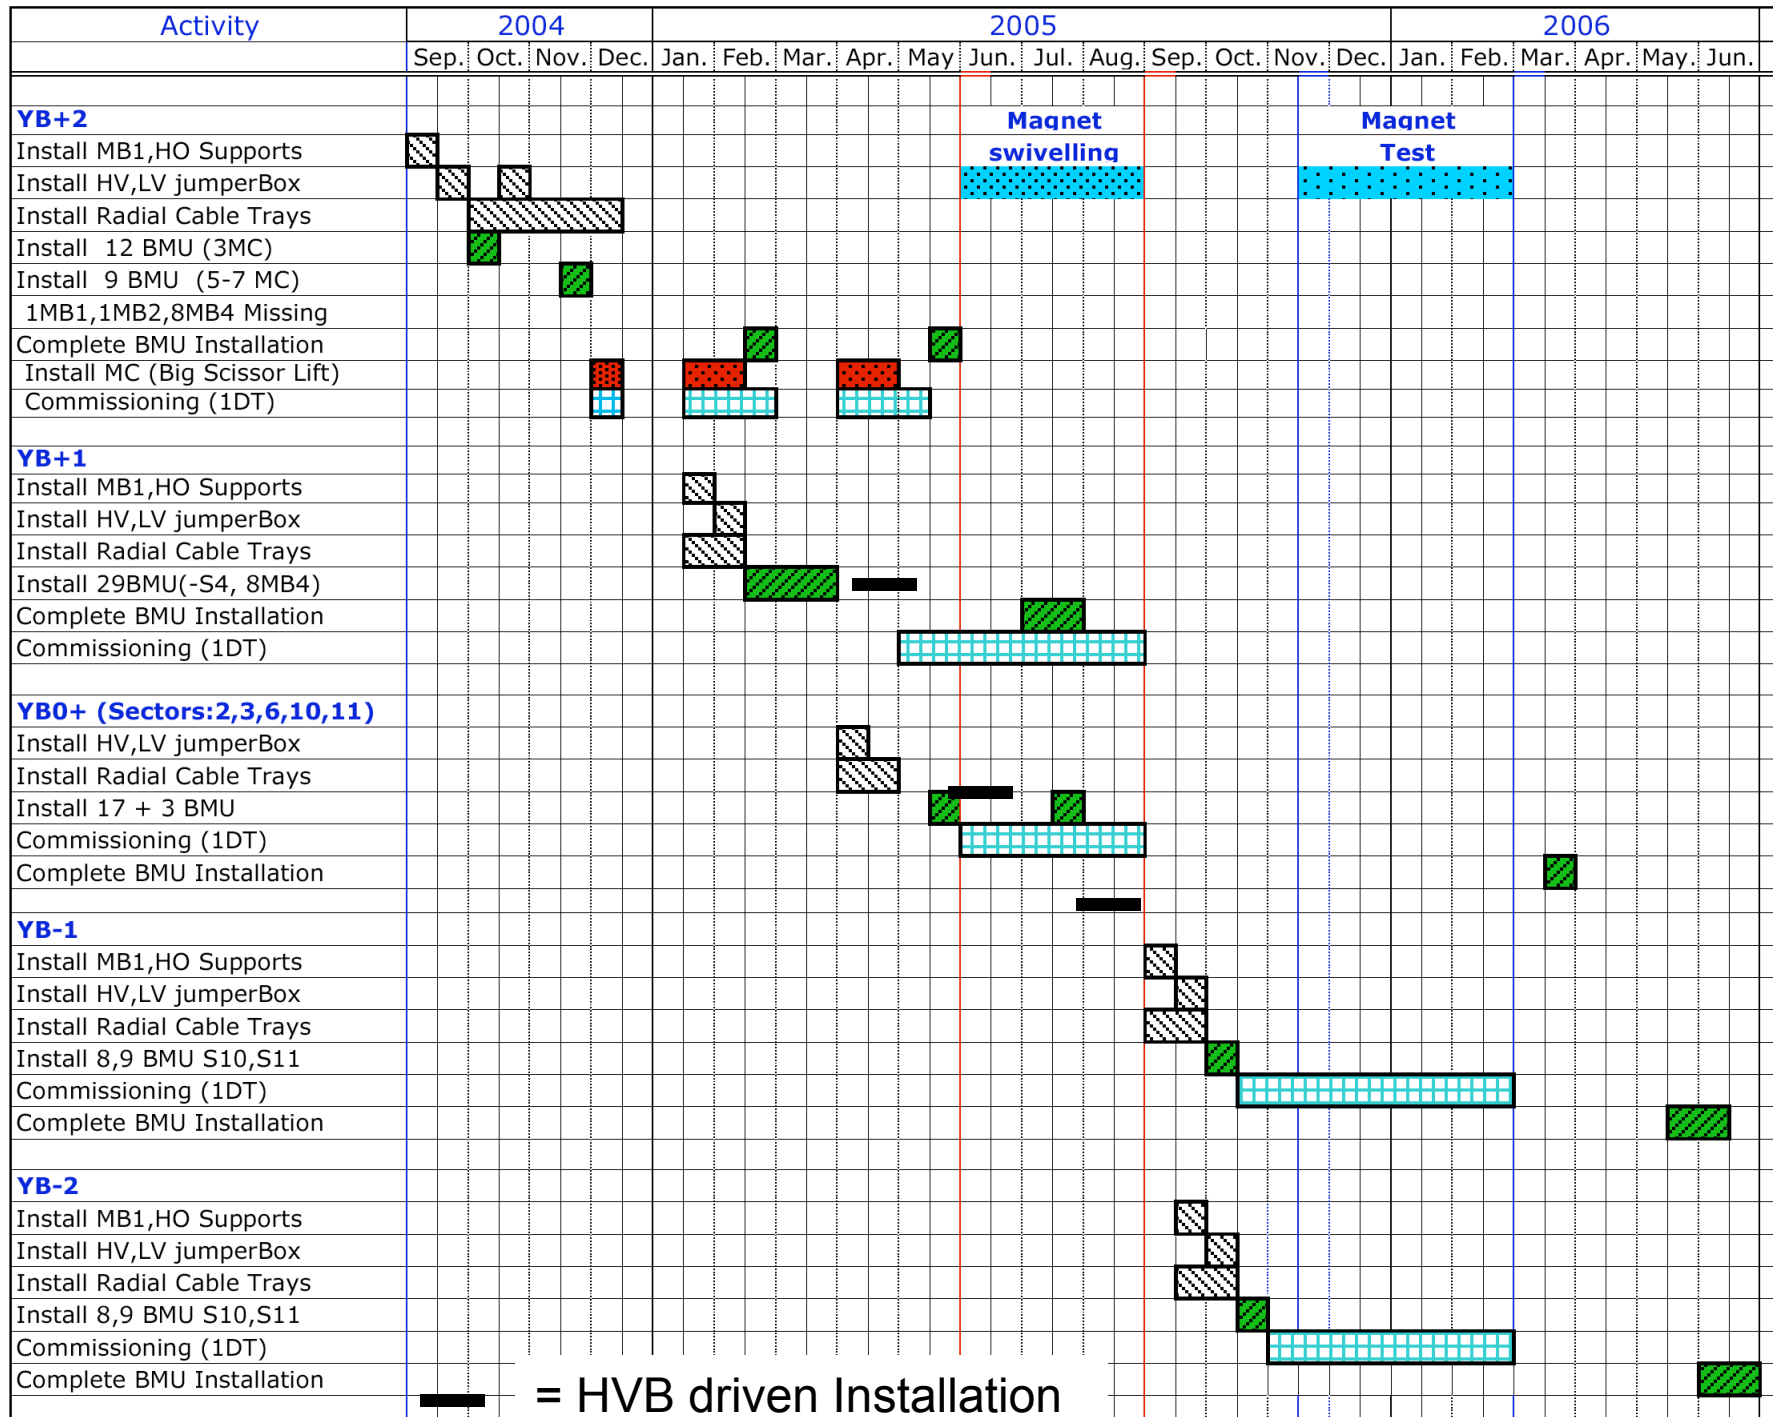 Activity 2004 2005 2006
Sep. Oct. Nov. Dec. Jan. Feb. Mar. Apr. May Jun. Jul. Aug. Sep. Oct. Nov. Dec. Jan. Feb. Mar. Apr. May. Jun.
YB+2 Magnet Magnet
Install MB1,HO Supports swivelling Test
Install HV,LV jumperBox
Install Radial Cable Trays
Install 12 BMU (3MC)
Install 9 BMU (5-7 MC)
1MB1,1MB2,8MB4 Missing
Complete BMU Installation
Install MC (Big Scissor Lift)
Commissioning (1DT)
YB+1
Install MB1,HO Supports
Install HV,LV jumperBox
Install Radial Cable Trays
Install 29BMU(-S4, 8MB4)
Complete BMU Installation
Commissioning (1DT)
YB0+ (Sectors:2,3,6,10,11)
Install HV,LV jumperBox
Install Radial Cable Trays
Install 17 + 3 BMU
Commissioning (1DT)
Complete BMU Installation
YB-1
Install MB1,HO Supports
Install HV,LV jumperBox
Install Radial Cable Trays
Install 8,9 BMU S10,S11
Commissioning (1DT)
Complete BMU Installation
YB-2
Install MB1,HO Supports
Install HV,LV jumperBox
Install Radial Cable Trays
Install 8,9 BMU S10,S11
Commissioning (1DT)
Complete BMU Installation
= HVB driven Installation